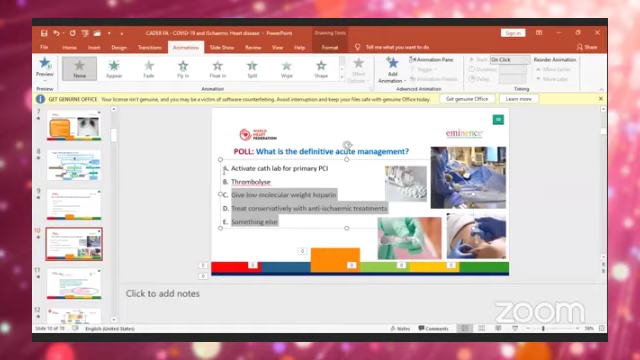 CADER FA - COVID-19 and ISchaemic Heart disease - PowerPoint
Drawing Tools
Sign in
File Home Insert Design Transitions Animations Slide Show Review View Help Format Tell me what you want to do Share
Preview None Appear Fade Fly In Float In Split Wipe Shape Effect Options Add Animation Animation Pane Trigger Animation Painter Start: On Click Duration: Delay: Reorder Animation Move Earlier Move Later
Preview Animation Advanced Animation Timing
GET GENUINE OFFICE Your license isn't genuine, and you may be a victim of software counterfeiting. Avoid interruption and keep your files safe with genuine Office today. Get genuine Office Learn more
7
8
9
10
11
12
WORLD HEART FEDERATION
eminence
POLL: What is the definitive acute management?
A. Activate cath lab for primary PCI
B. Thrombolyse
C. Give low molecular weight heparin
D. Treat conservatively with anti-ischaemic treatments
E. Something else
Click to add notes
Slide 10 of 19 English (United States) Notes Comments
zoom